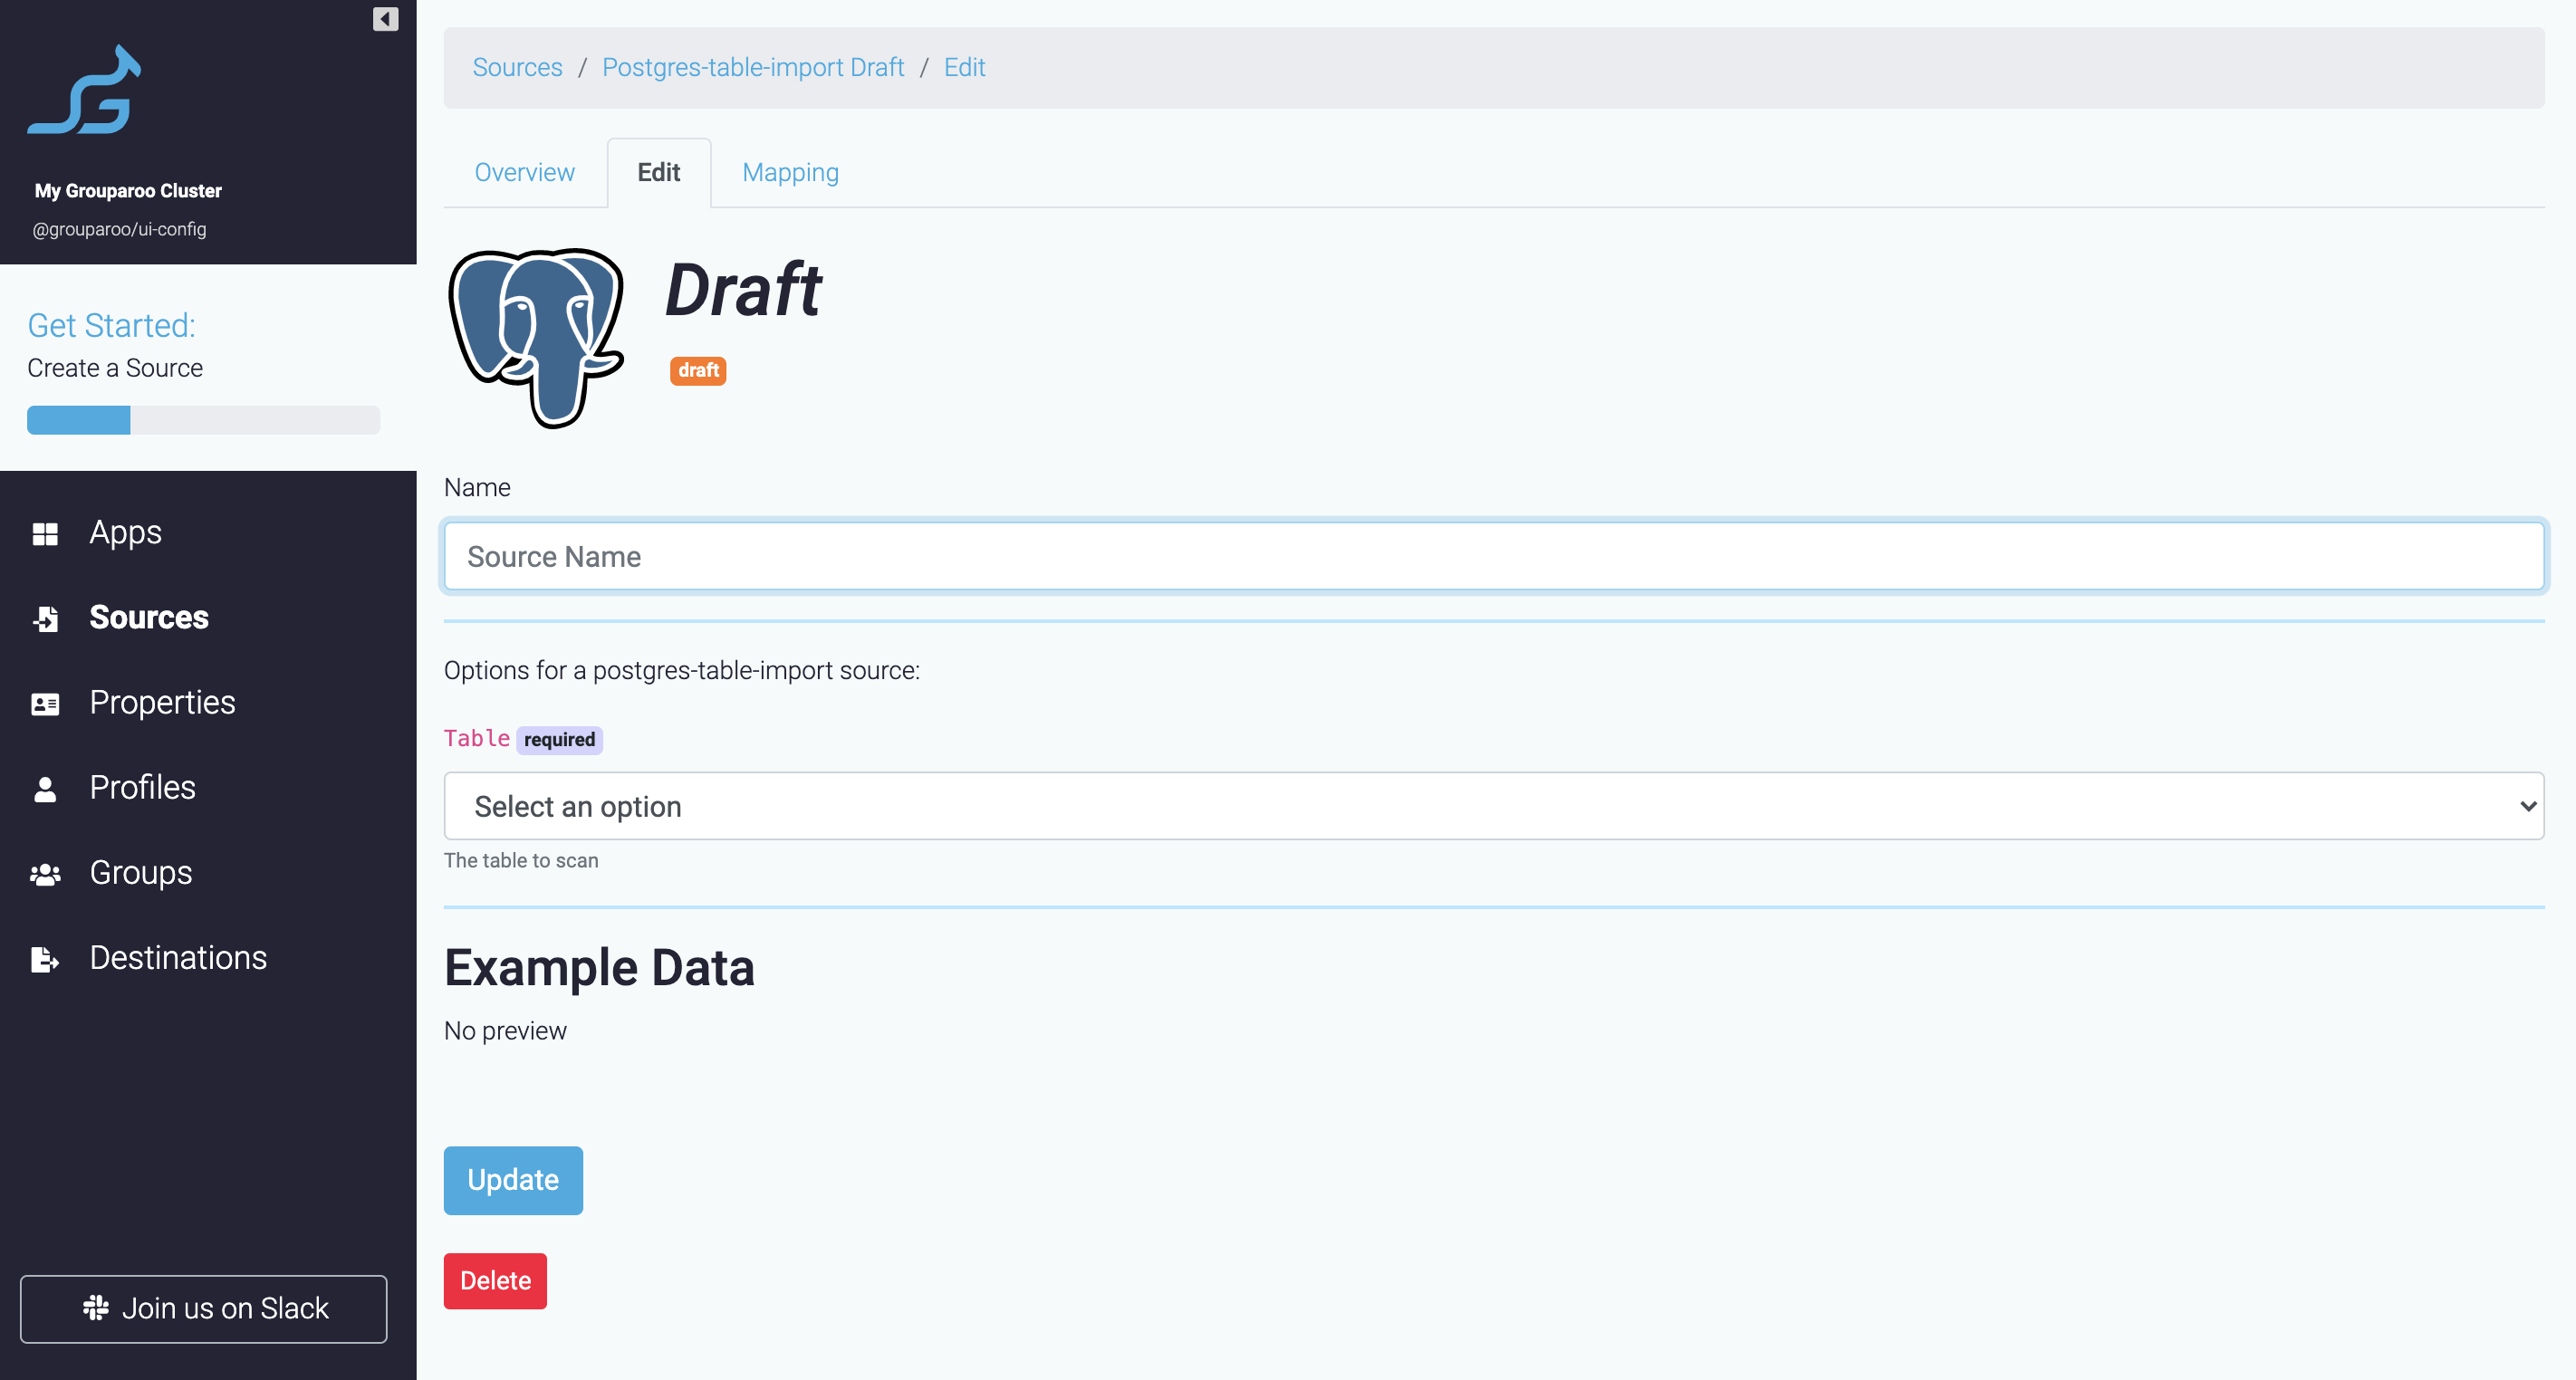 My Grouparoo Cluster
@grouparoo/ui-config
Get Started:
Create a Source
Apps
Sources
Properties
Profiles
Groups
Destinations
Join us on Slack
Sources / Postgres-table-import Draft / Edit
Overview Edit Mapping
Draft
draft
Name
Source Name
Options for a postgres-table-import source:
Table required
Select an option
The table to scan
Example Data
No preview
Update
Delete